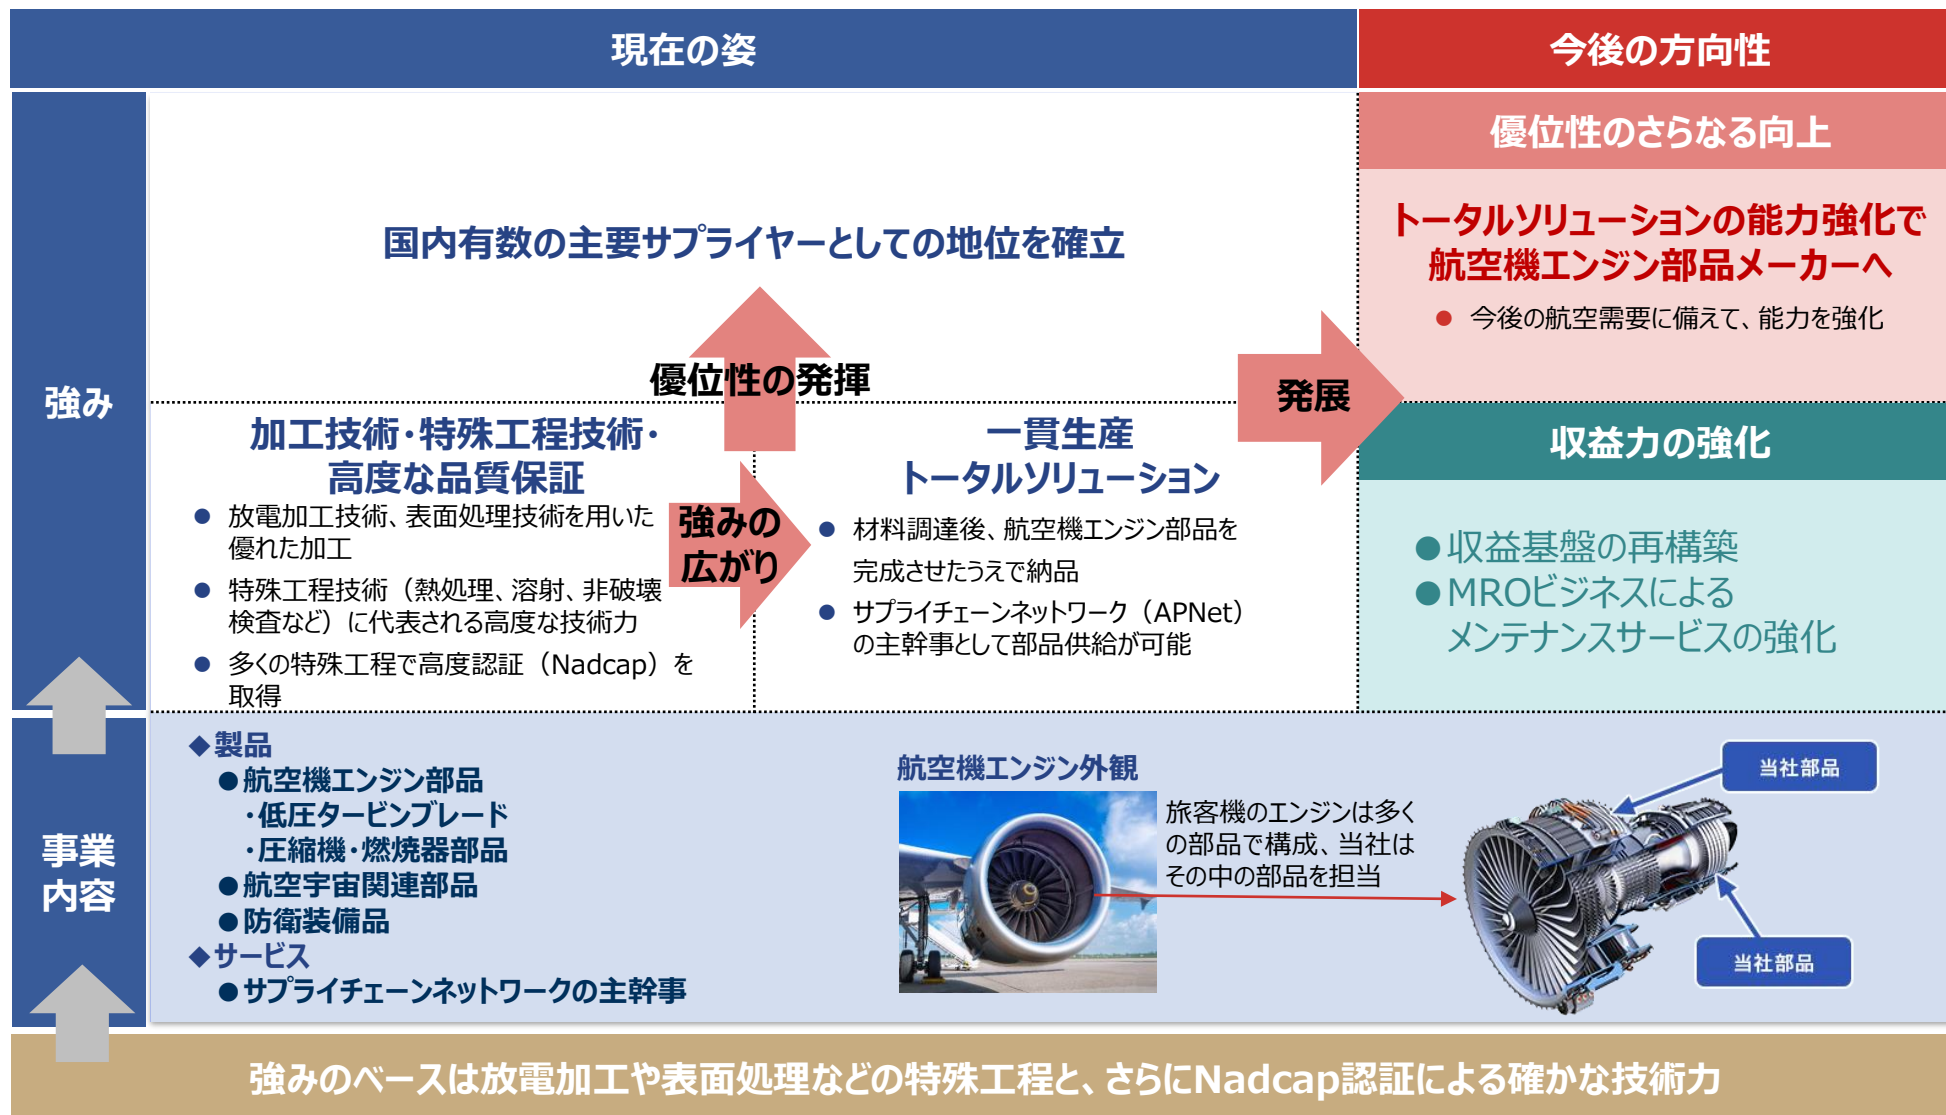 現在の姿
今後の方向性
強み
国内有数の主要サプライヤーとしての地位を確立
優位性の発揮
加工技術・特殊工程技術・
高度な品質保証
● 放電加工技術、表面処理技術を用いた
優れた加工
● 特殊工程技術（熱処理、溶射、非破壊
検査など）に代表される高度な技術力
● 多くの特殊工程で高度認証（Nadcap）を
取得
強みの
広がり
一貫生産
トータルソリューション
● 材料調達後、航空機エンジン部品を
完成させたうえで納品
● サプライチェーンネットワーク（APNet）
の主幹事として部品供給が可能
発展
優位性のさらなる向上
トータルソリューションの能力強化で
航空機エンジン部品メーカーへ
● 今後の航空需要に備えて、能力を強化
収益力の強化
●収益基盤の再構築
●MROビジネスによる
メンテナンスサービスの強化
事業
内容
◆製品
●航空機エンジン部品
・低圧タービンブレード
・圧縮機・燃焼器部品
●航空宇宙関連部品
●防衛装備品
◆サービス
●サプライチェーンネットワークの主幹事
航空機エンジン外観
旅客機のエンジンは多く
の部品で構成、当社は
その中の部品を担当
当社部品
当社部品
強みのベースは放電加工や表面処理などの特殊工程と、さらにNadcap認証による確かな技術力